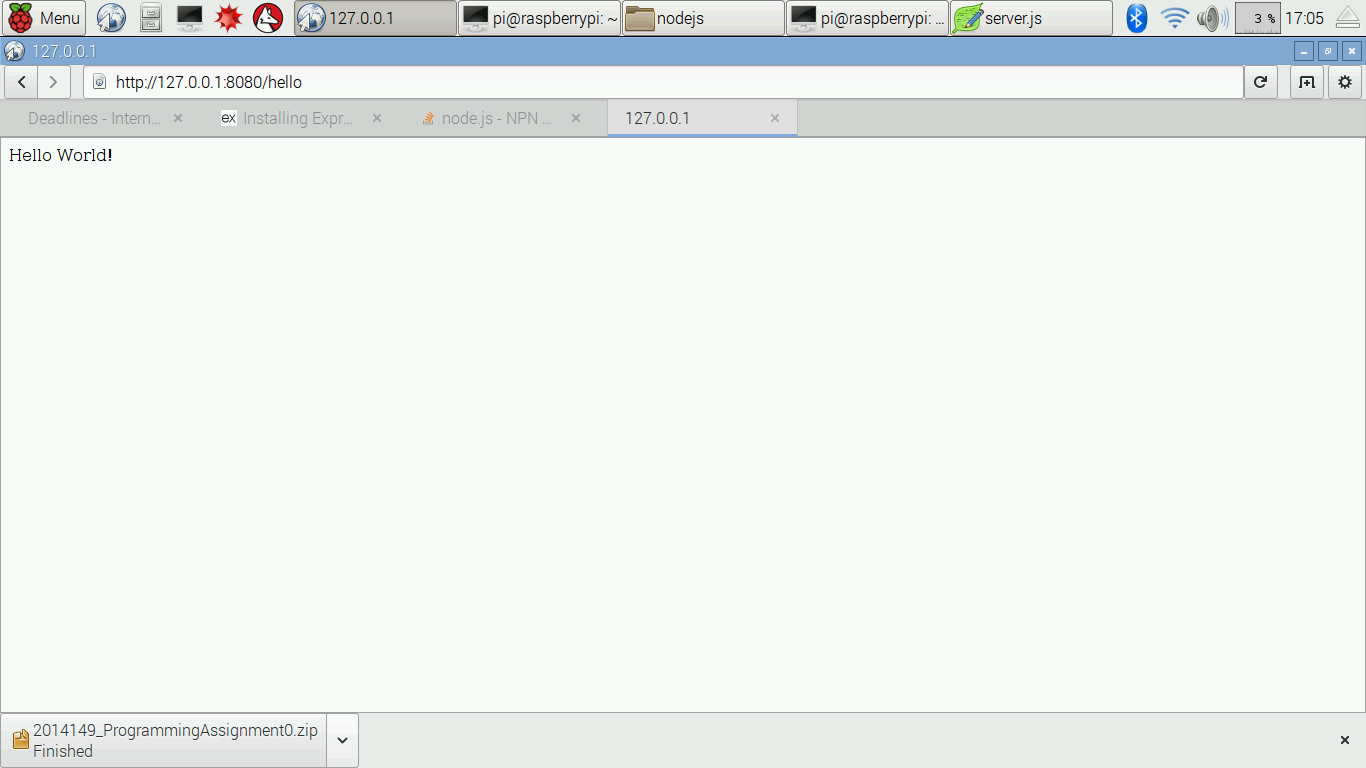 Menu 127.0.0.1 pi@raspberrypi: ~ nodejs pi@raspberrypi: ... server.js 3 % 17:05
127.0.0.1
http://127.0.0.1:8080/hello
Deadlines - Intern... ex Installing Expr... node.js - NPN ... 127.0.0.1
Hello World!
2014149_ProgrammingAssignment0.zip
Finished